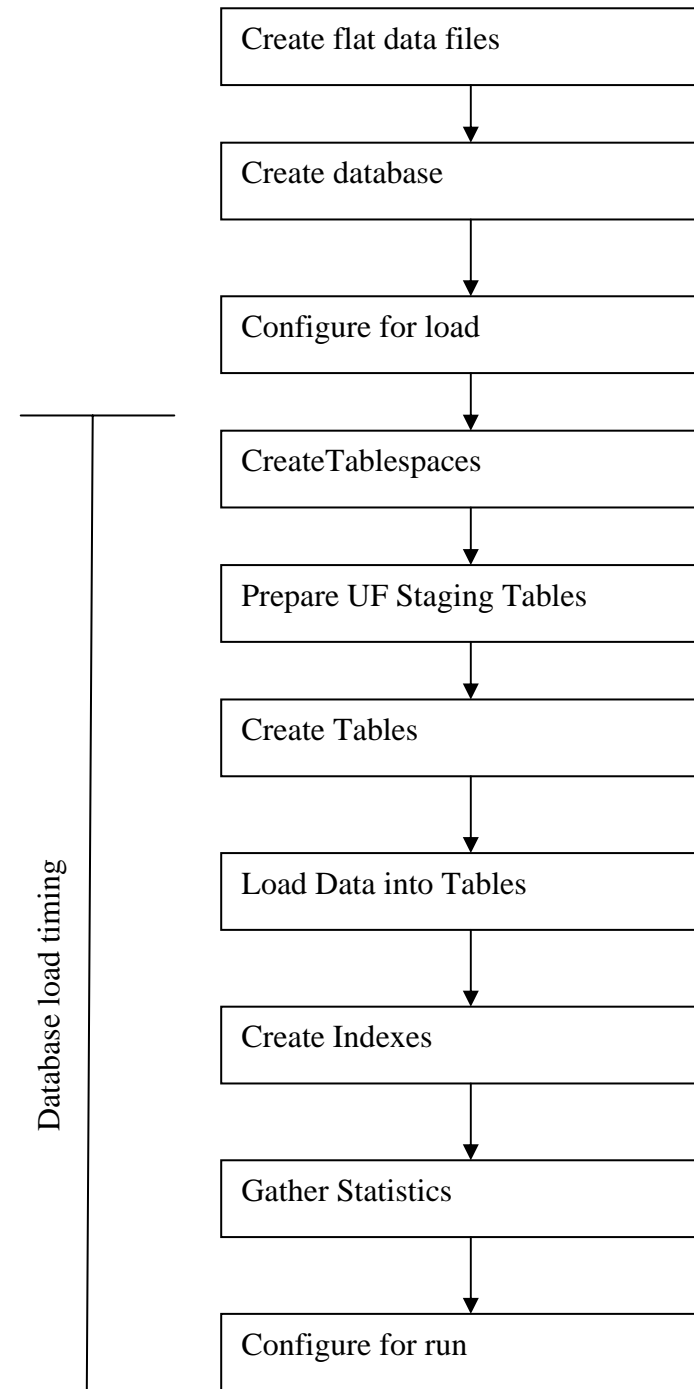 Create flat data files
Create database
Configure for load
CreateTablespaces
Prepare UF Staging Tables
Create Tables
Load Data into Tables
Database load timing
Create Indexes
Gather Statistics
Configure for run